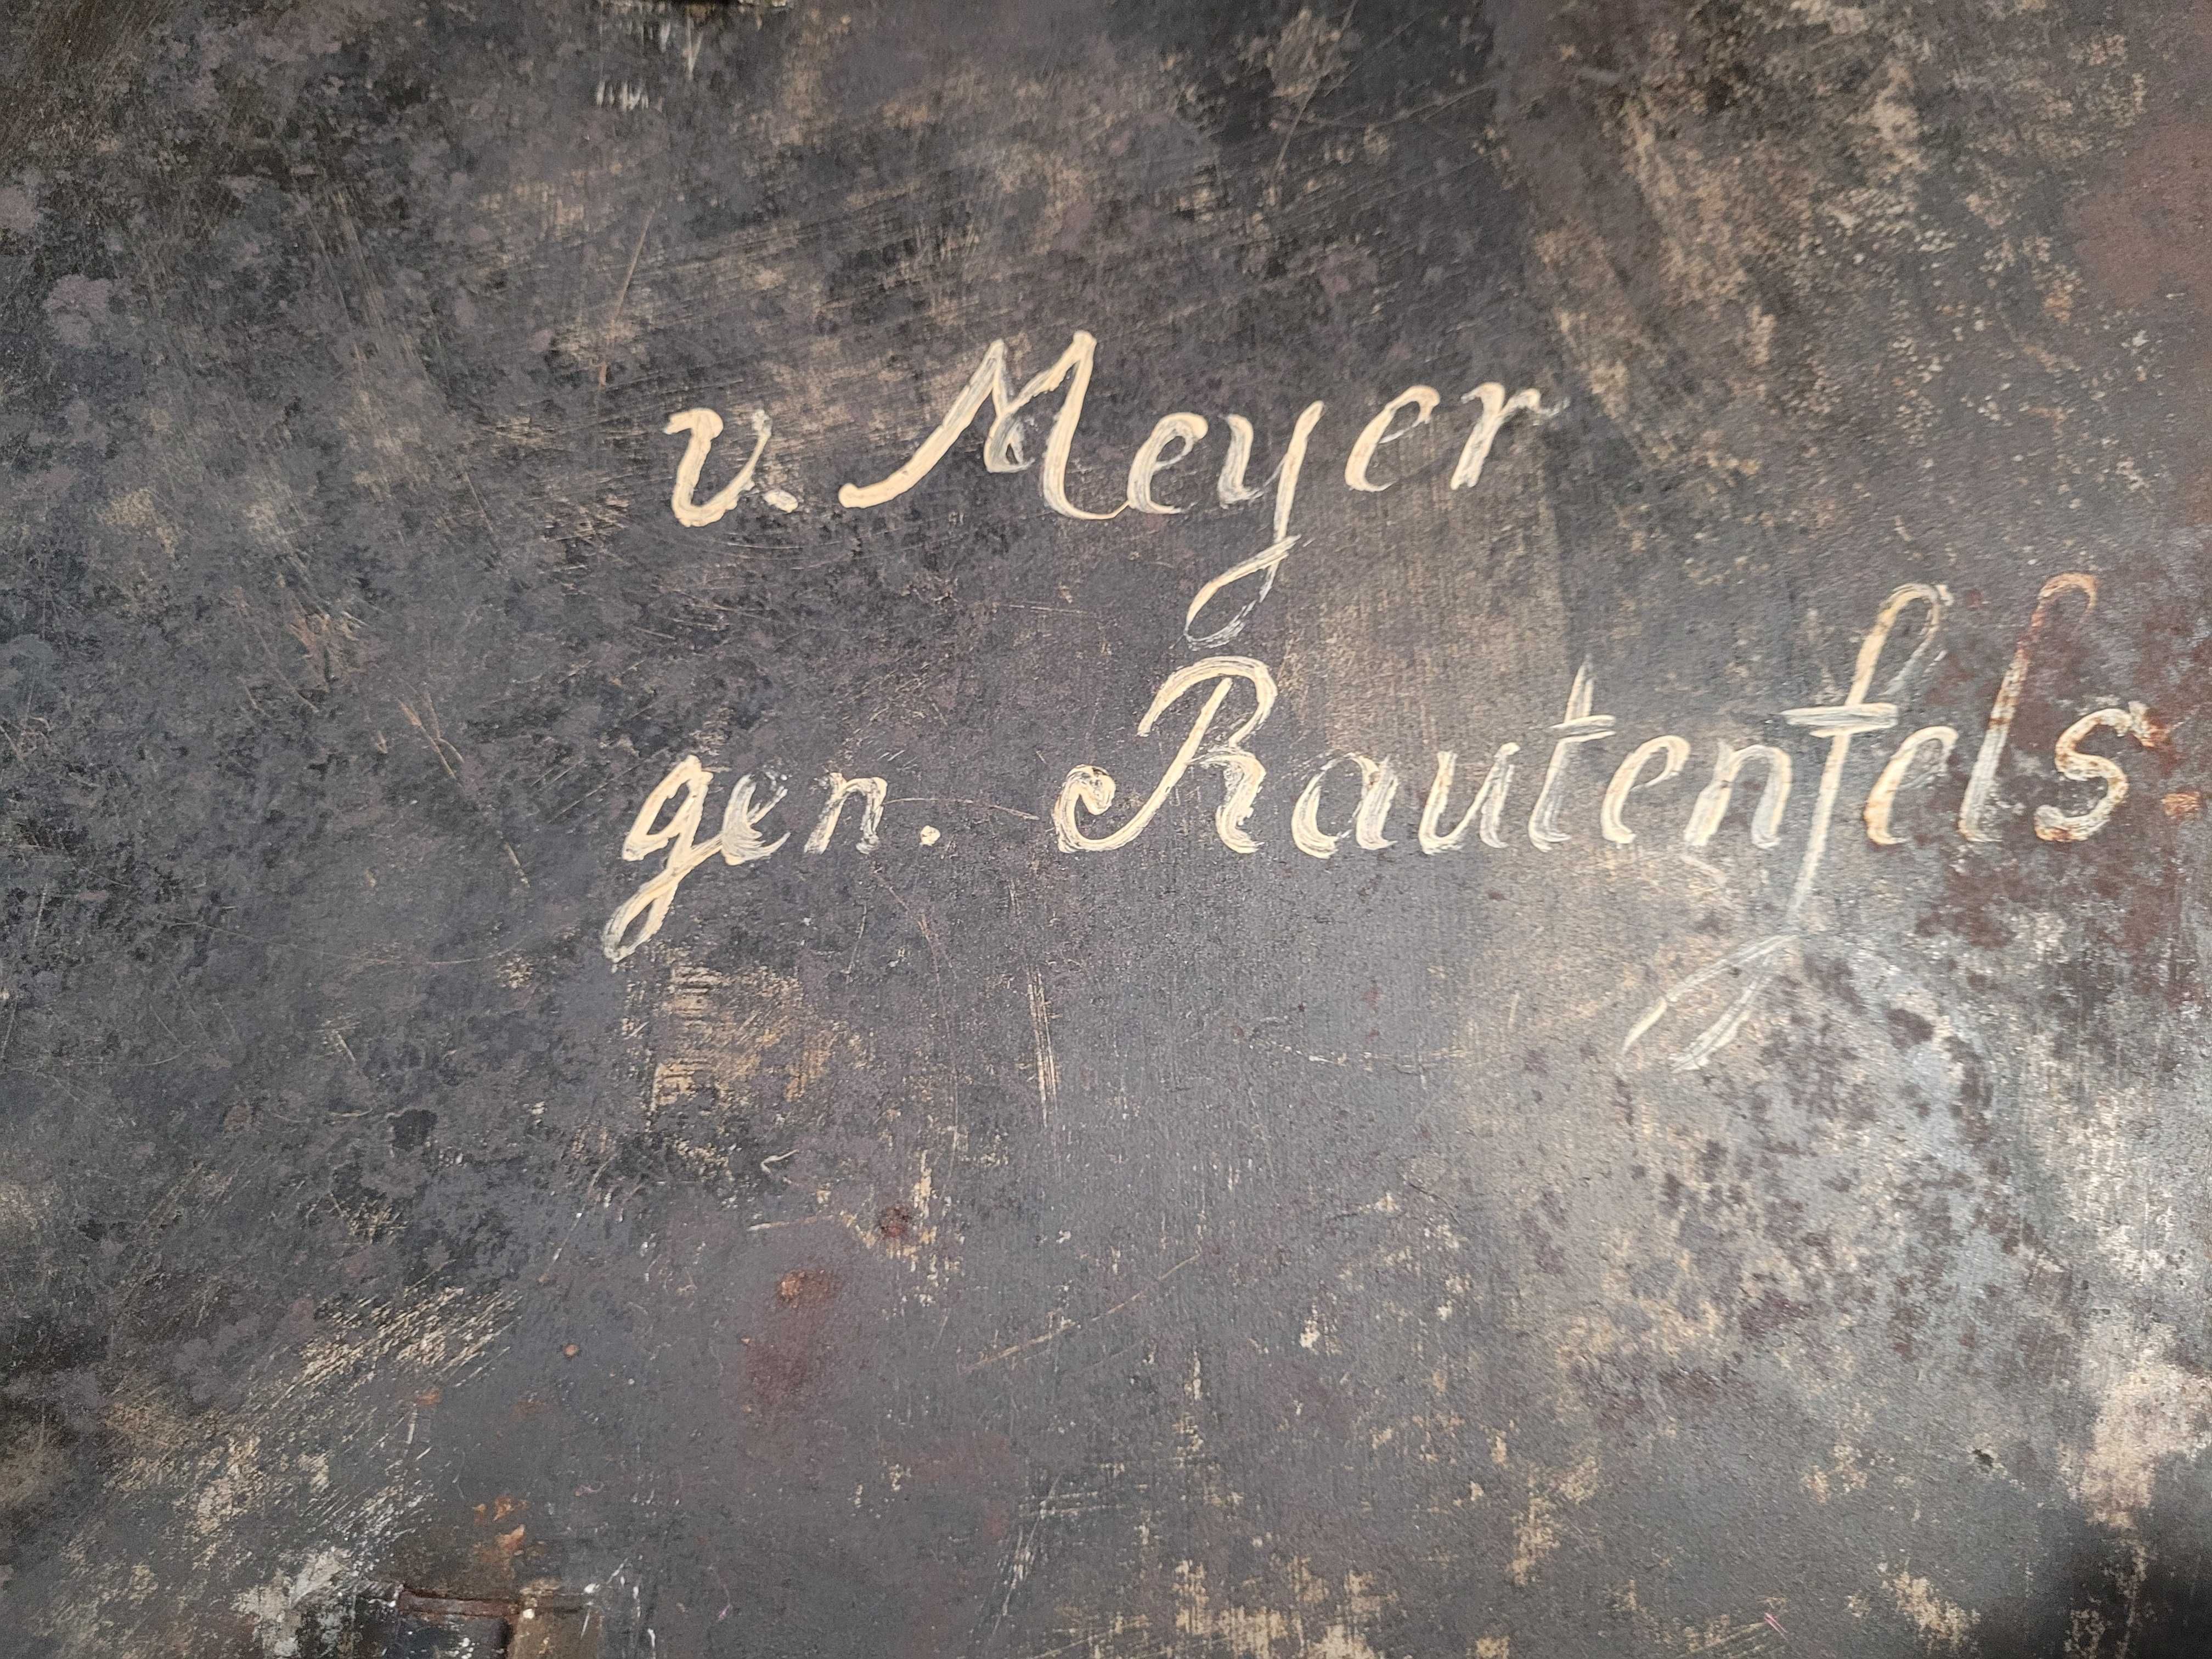 v. Meyer
gen. Rautenfels.